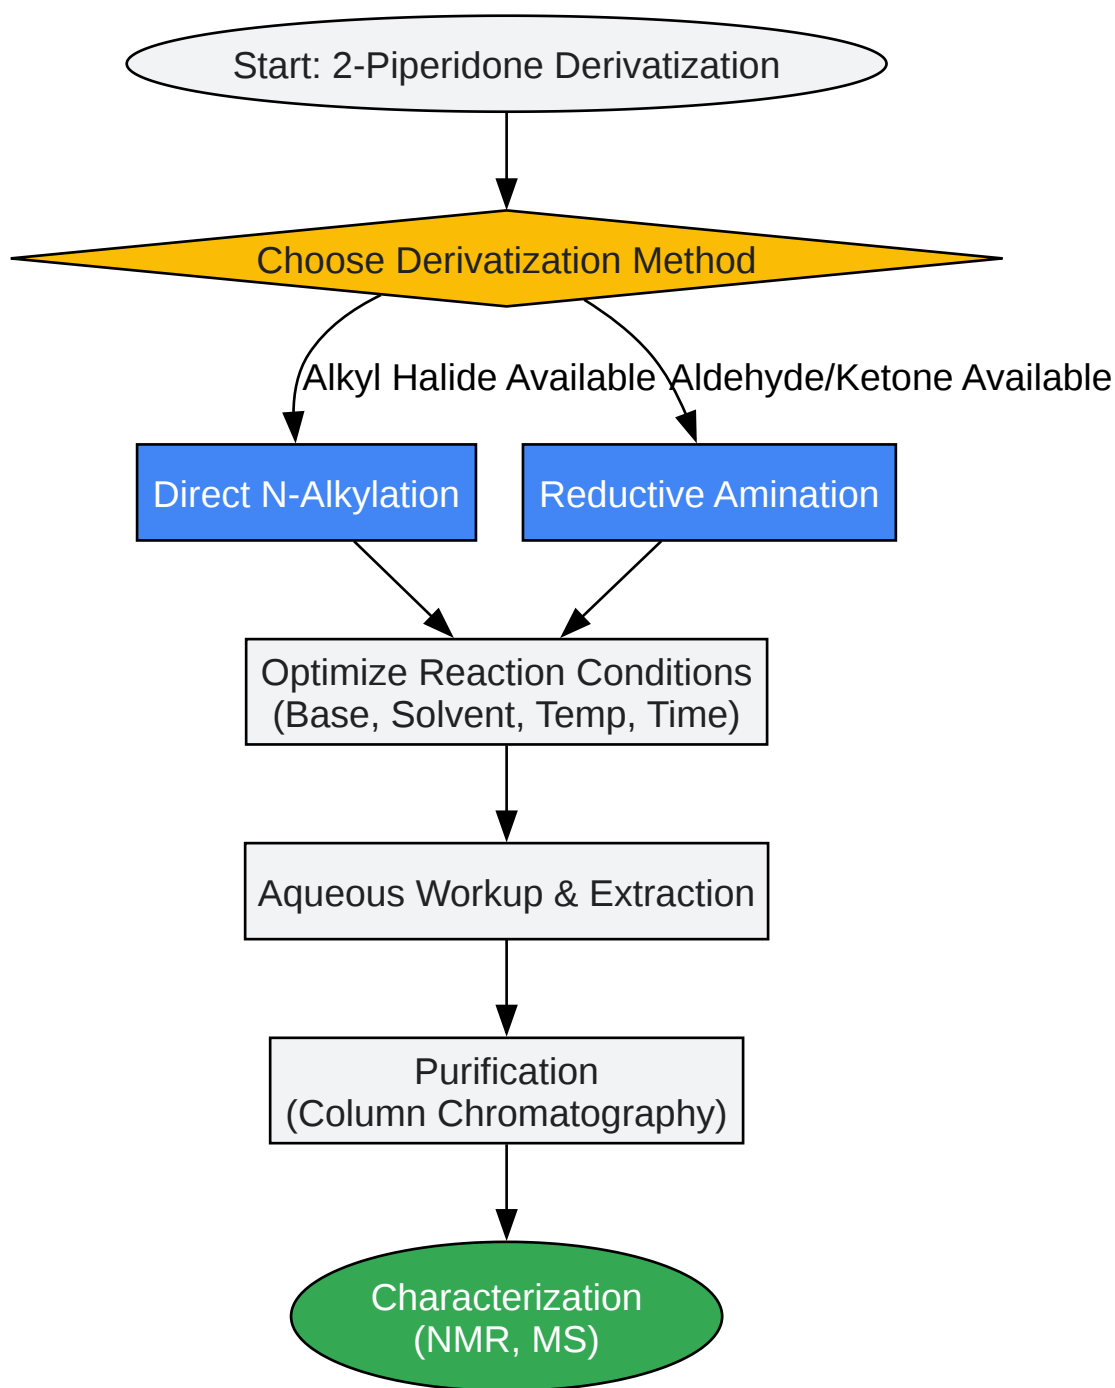 Start: 2-Piperidone Derivatization
Choose Derivatization Method
Alkyl Halide Available
Aldehyde/Ketone Available
Direct N-Alkylation
Reductive Amination
Optimize Reaction Conditions
(Base, Solvent, Temp, Time)
Aqueous Workup & Extraction
Purification
(Column Chromatography)
Characterization
(NMR, MS)